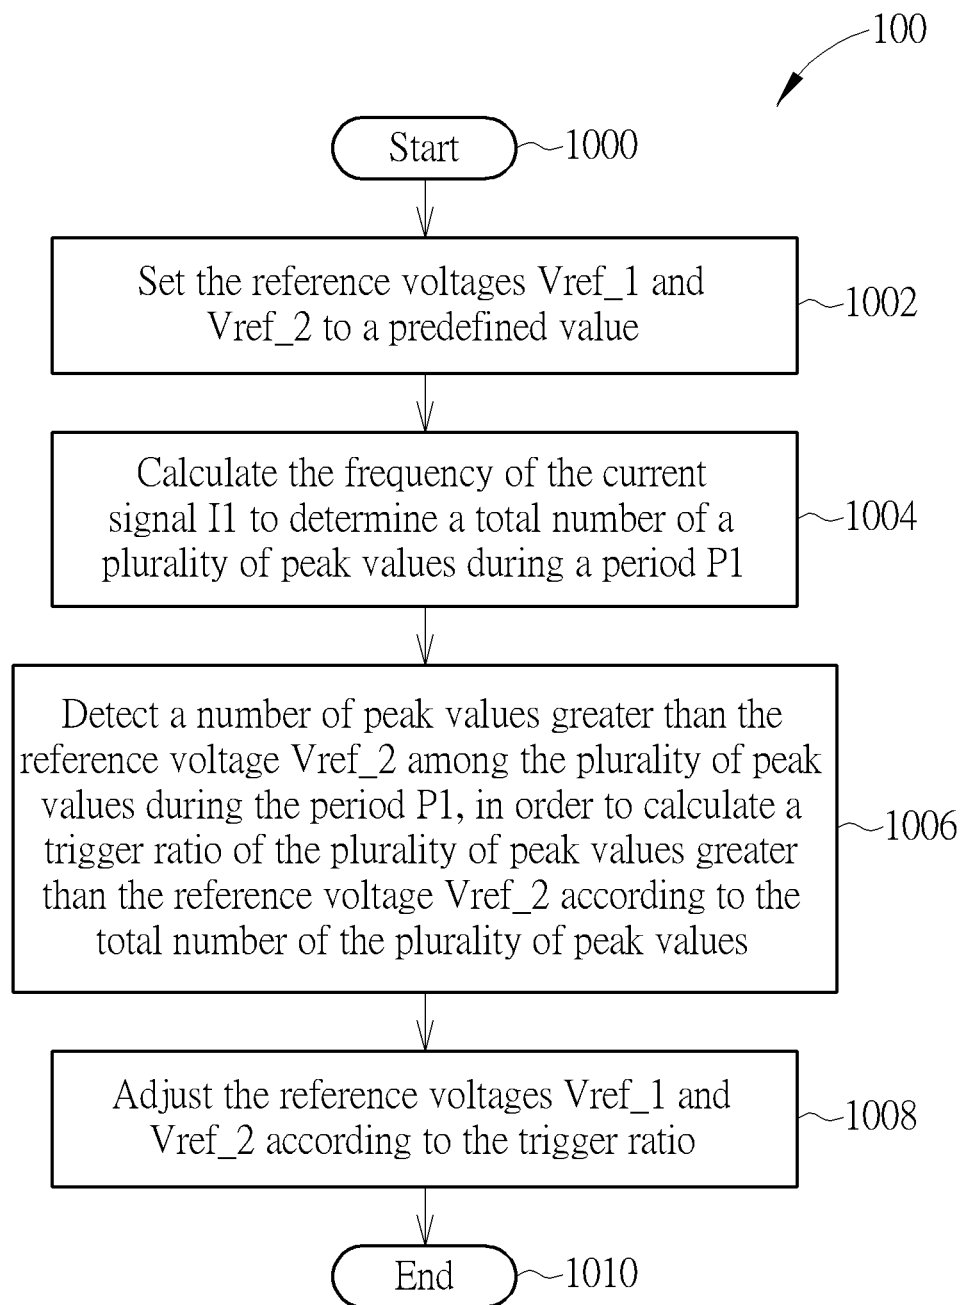 100
Start
1000
Set the reference voltages Vref_1 and
Vref_2 to a predefined value
1002
Calculate the frequency of the current
signal I1 to determine a total number of a
plurality of peak values during a period P1
1004
Detect a number of peak values greater than the
reference voltage Vref_2 among the plurality of peak
values during the period P1, in order to calculate a
trigger ratio of the plurality of peak values greater
than the reference voltage Vref_2 according to the
total number of the plurality of peak values
1006
Adjust the reference voltages Vref_1 and
Vref_2 according to the trigger ratio
1008
End
1010